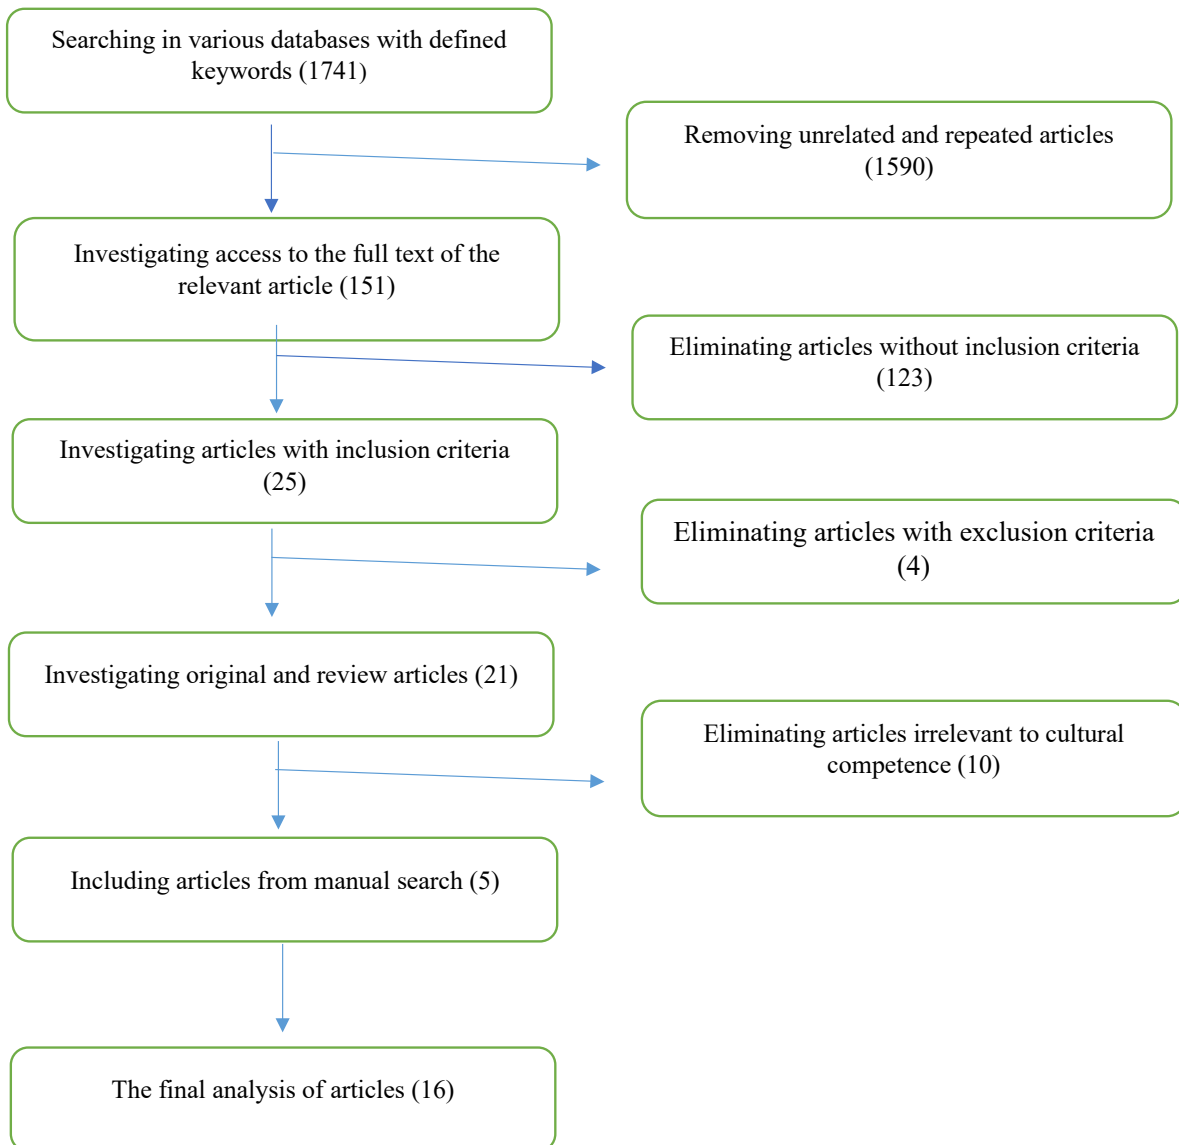 Searching in various databases with defined
keywords (1741)
Removing unrelated and repeated articles
(1590)
Investigating access to the full text of the
relevant article (151)
Eliminating articles without inclusion criteria
(123)
Investigating articles with inclusion criteria
(25)
Eliminating articles with exclusion criteria
(4)
Investigating original and review articles (21)
Eliminating articles irrelevant to cultural
competence (10)
Including articles from manual search (5)
The final analysis of articles (16)